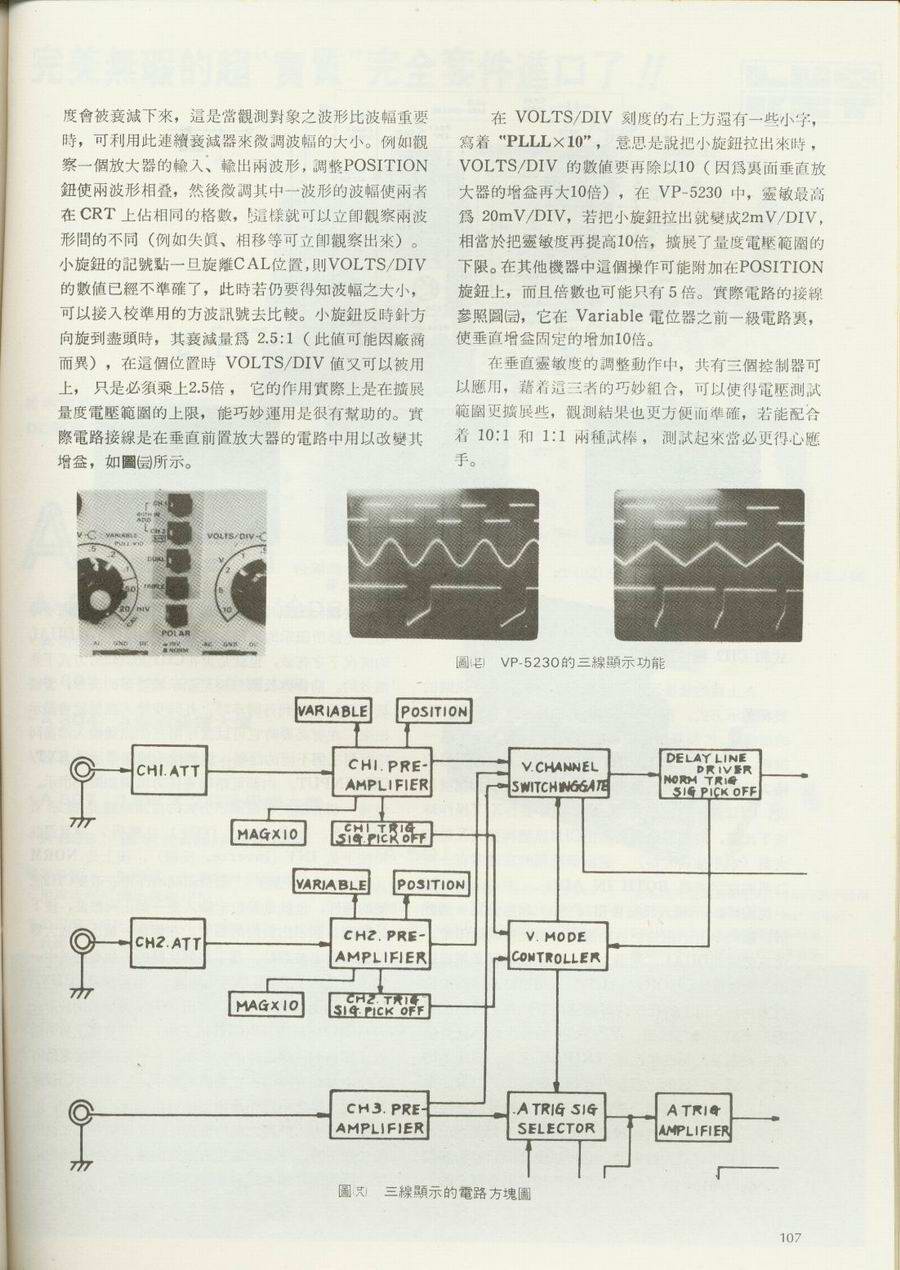 度會被衰減下來，這是當觀測對象之波形比波幅重要
時，可利用此連續衰減器來微調波幅的大小。例如觀
察一個放大器的輸入、輸出兩波形，調整POSITION
鈕使兩波形相叠，然後微調其中一波形的波幅使兩者
在 CRT 上佔相同的格數，這樣就可以立卽觀察兩波
形間的不同（例如失眞、相移等可立卽觀察出來）。
小旋鈕的記號點一旦旋離CAL位置，則VOLTS/DIV
的數值已經不準確了，此時若仍要得知波幅之大小，
可以接入校準用的方波訊號去比較。小旋鈕反時針方
向旋到盡頭時，其衰減量爲 2.5:1（此值可能因廠商
而異），在這個位置時 VOLTS/DIV 値又可以被用
上， 只是必須乘上2.5倍， 它的作用實際上是在擴展
量度電壓範圍的上限，能巧妙運用是很有幫助的。實
際電路接線是在垂直前置放大器的電路中用以改變其
增益，如圖所示。
在 VOLTS/DIV 刻度的右上方還有一些小字，
寫着 “PLLL×10”， 意思是說把小旋鈕拉出來時，
VOLTS/DIV 的數值要再除以10（因爲裏面垂直放
大器的增益再大10倍），在 VP-5230 中，靈敏最高
爲 20mV/DIV，若把小旋鈕拉出就變成2mV/DIV，
相當於把靈敏度再提高10倍，擴展了量度電壓範圍的
下限。在其他機器中這個操作可能附加在POSITION
旋鈕上，而且倍數也可能只有 5 倍。實際電路的接線
參照圖，它在 Variable 電位器之前一級電路裏，
使垂直增益固定的增加10倍。
在垂直靈敏度的調整動作中，共有三個控制器可
以應用，藉着這三者的巧妙組合，可以使得電壓測試
範圍更擴展些，觀測結果也更方便而準確，若能配合
着 10:1 和 1:1 兩種試棒， 測試起來當必更得心應
手。
CH.1
BOTH IN
ADD
CH.2
VARIABLE
PULL×10
VOLTS/DIV
DUAL
TRIPLE
.5
.2
.1
50
20 mV
CAL
V
.5
10
POLAR
INV
NORM
AC GND DC
AC GND DC
圖 VP-5230的三線顯示功能
VARIABLE
POSITION
CH1.ATT
CH1. PRE-
AMPLIFIER
V.CHANNEL
SWITCHINGGATE
DELAY LINE
DRIVER
NORM TRIG
SIG PICK OFF
MAGX10
CH1 TRIG
SIG. PICK OFF
VARIABLE
POSITION
CH2.ATT
CH2. PRE-
AMPLIFIER
V. MODE
CONTROLLER
MAGX10
CH2. TRIG
SIG. PICK OFF
CH3. PRE-
AMPLIFIER
.A TRIG SIG
SELECTOR
A TRIG
AMPLIFIER
圖 三線顯示的電路方塊圖
107